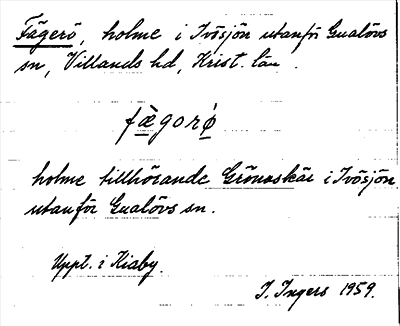 Fägerö, holme i Ivösjön utanför Gualövs
sn, Villands hd, Krist. län.
fægorǿ
holme tillhörande Grönaskär i Ivösjön
utanför Gualövs sn.
Uppt. i Kiaby.
I. Ingers 1959.